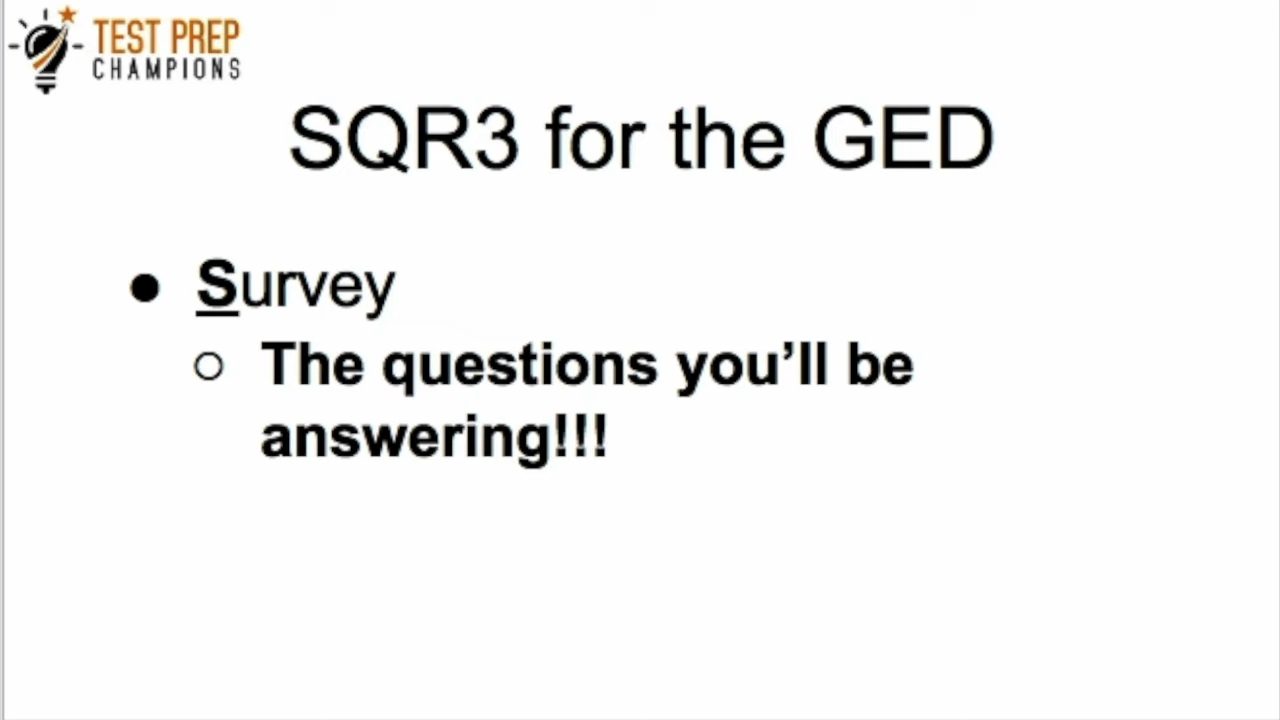 TEST PREP
CHAMPIONS
SQR3 for the GED
● Survey
○ The questions you’ll be
answering!!!